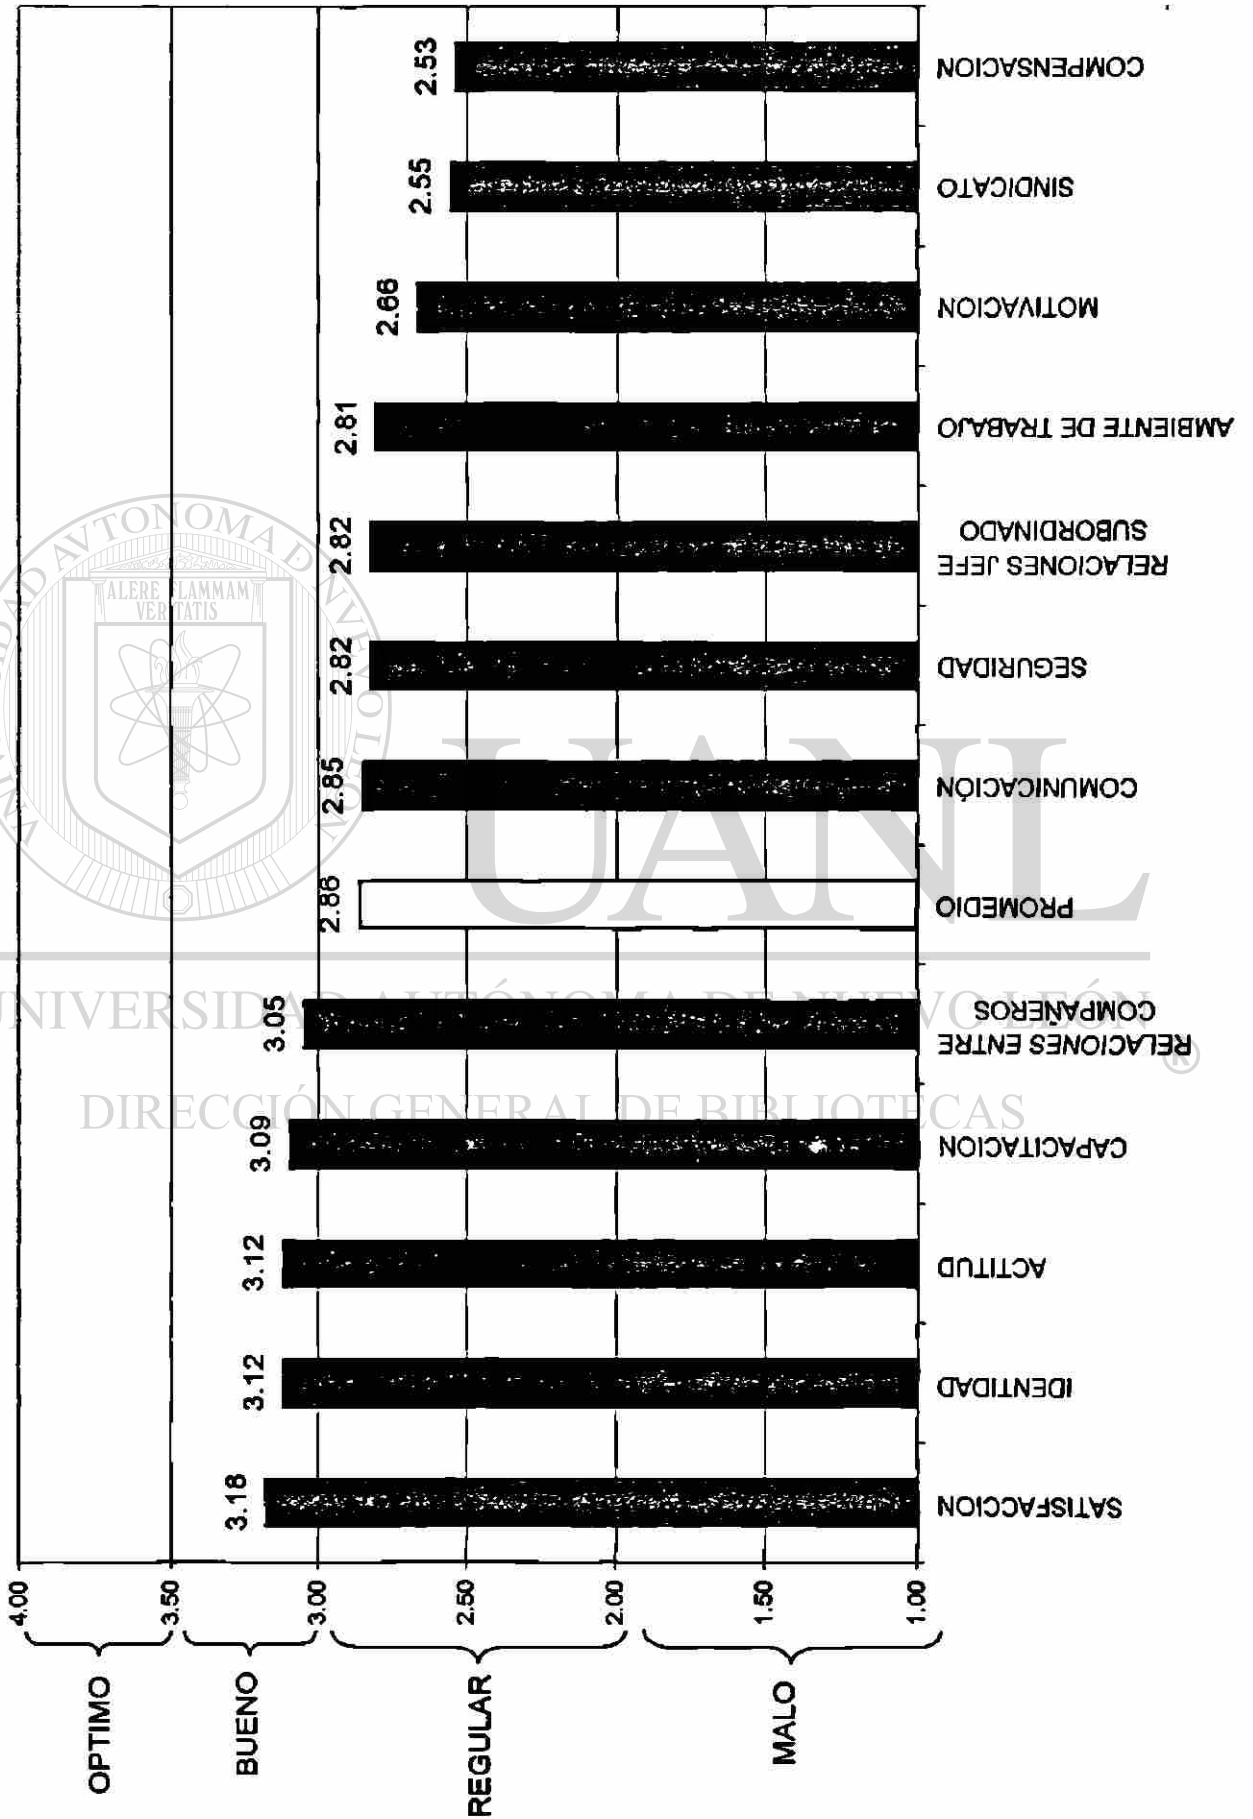 4.00
3.50
3.00
2.50
2.00
1.50
1.00
OPTIMO
BUENO
REGULAR
MALO
3.18
3.12
3.12
3.09
3.05
2.86
2.85
2.82
2.82
2.81
2.66
2.55
2.53
SATISFACCION
IDENTIDAD
ACTITUD
CAPACITACION
RELACIONES ENTRE
COMPAÑEROS
PROMEDIO
COMUNICACIÓN
SEGURIDAD
RELACIONES JEFE
SUBORDINADO
AMBIENTE DE TRABAJO
MOTIVACION
SINDICATO
COMPENSACION
ALERE FLAMMAM
VERITATIS
UANL
UNIVERSIDAD AUTÓNOMA DE NUEVO LEÓN
®
DIRECCIÓN GENERAL DE BIBLIOTECAS